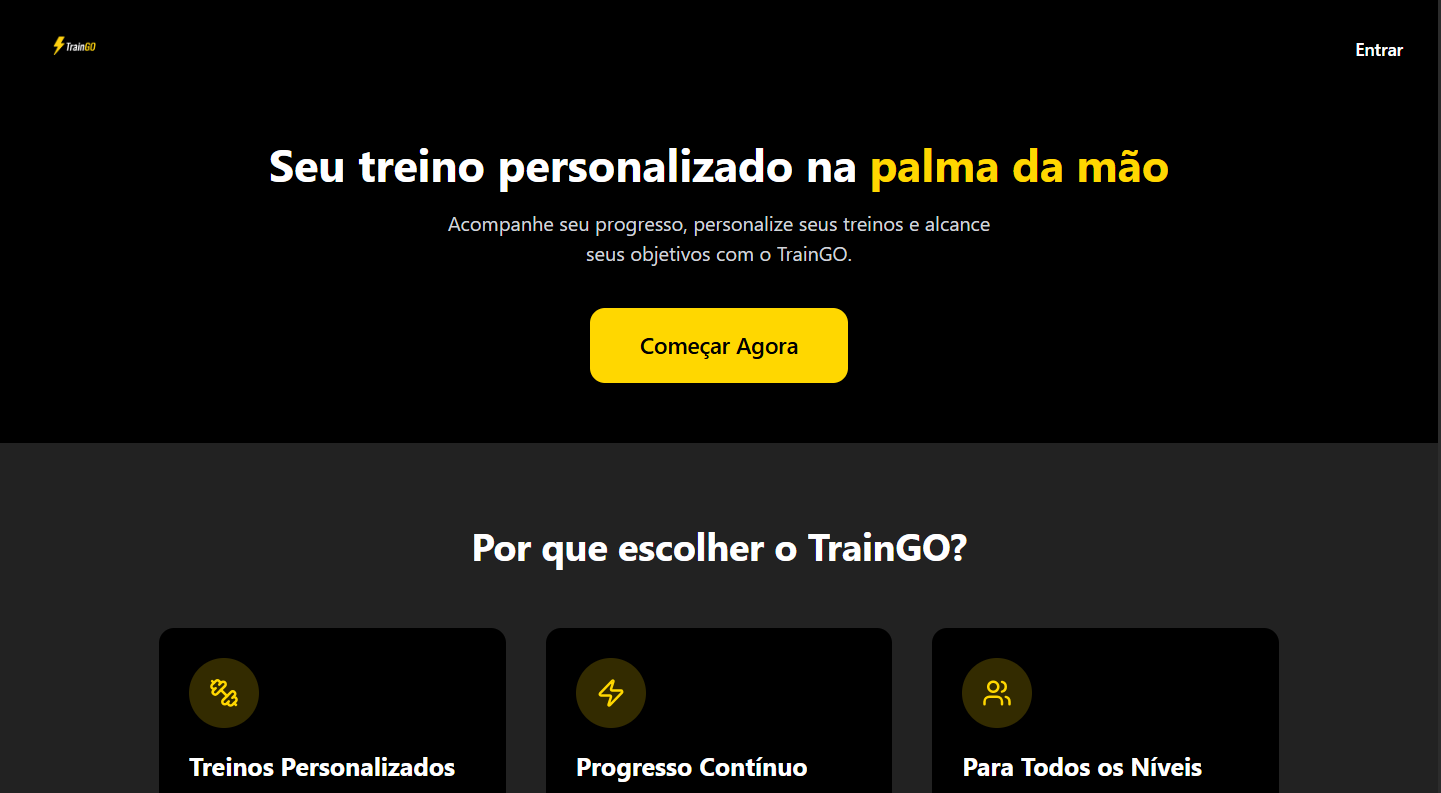 TrainGO
Entrar
Seu treino personalizado na palma da mão
Acompanhe seu progresso, personalize seus treinos e alcance
seus objetivos com o TrainGO.
Começar Agora
Por que escolher o TrainGO?
Treinos Personalizados
Progresso Contínuo
Para Todos os Níveis